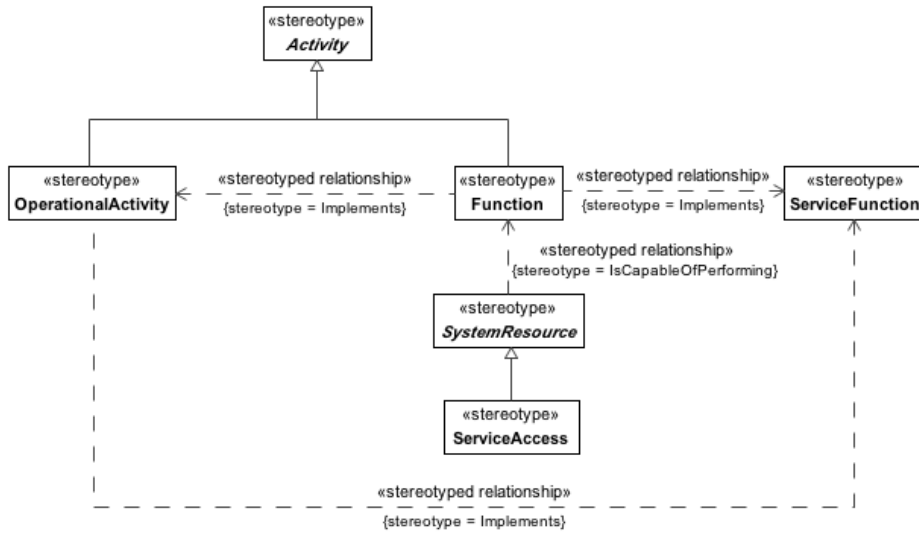 «stereotype»
Activity
«stereotype»
OperationalActivity
«stereotyped relationship»
{stereotype = Implements}
«stereotype»
Function
«stereotyped relationship»
{stereotype = Implements}
«stereotype»
ServiceFunction
«stereotyped relationship»
{stereotype = IsCapableOfPerforming}
«stereotype»
SystemResource
«stereotype»
ServiceAccess
«stereotyped relationship»
{stereotype = Implements}